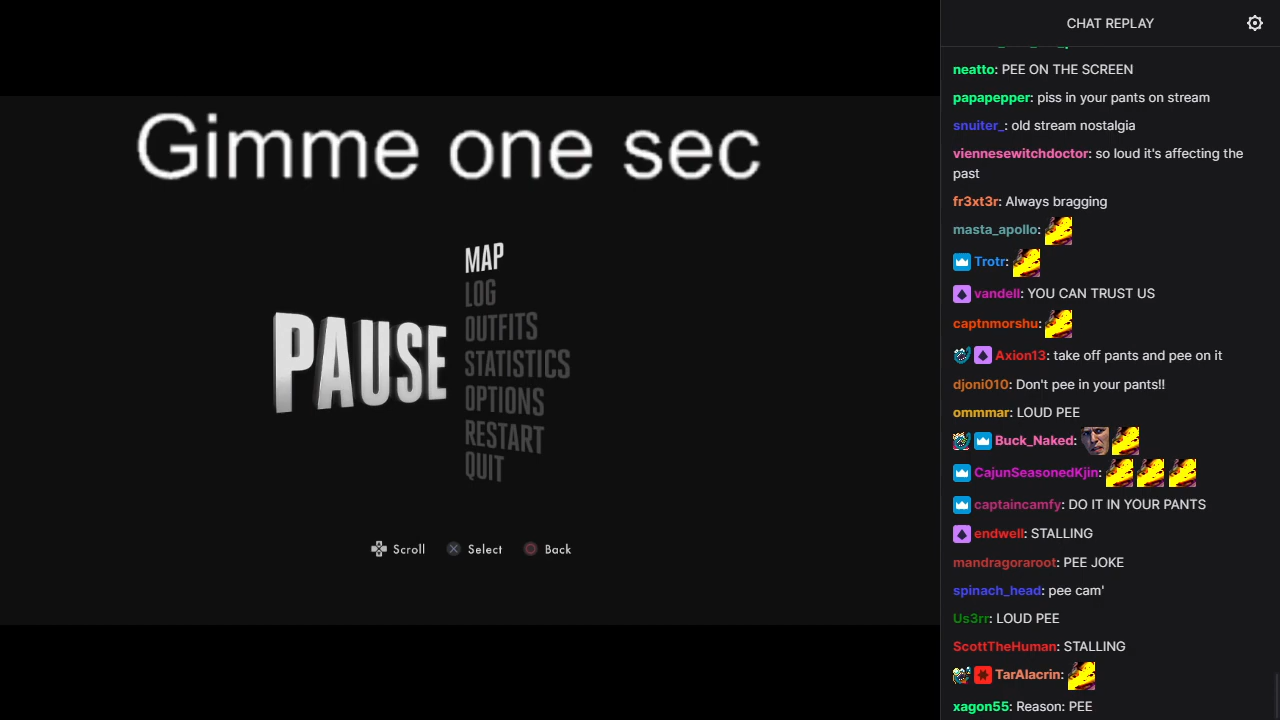 Gimme one sec
PAUSE
MAP
LOG
OUTFITS
STATISTICS
OPTIONS
RESTART
QUIT
Scroll Select Back
CHAT REPLAY
neatto: PEE ON THE SCREEN
papapepper: piss in your pants on stream
snuiter_: old stream nostalgia
viennesewitchdoctor: so loud it's affecting the
past
fr3xt3r: Always bragging
masta_apollo:
Trotr:
vandell: YOU CAN TRUST US
captnmorshu:
Axion13: take off pants and pee on it
djoni010: Don't pee in your pants!!
ommmar: LOUD PEE
Buck_Naked:
CajunSeasonedKjin:
captaincamfy: DO IT IN YOUR PANTS
endwell: STALLING
mandragoraroot: PEE JOKE
spinach_head: pee cam'
Us3rr: LOUD PEE
ScottTheHuman: STALLING
TarAlacrin:
xagon55: Reason: PEE